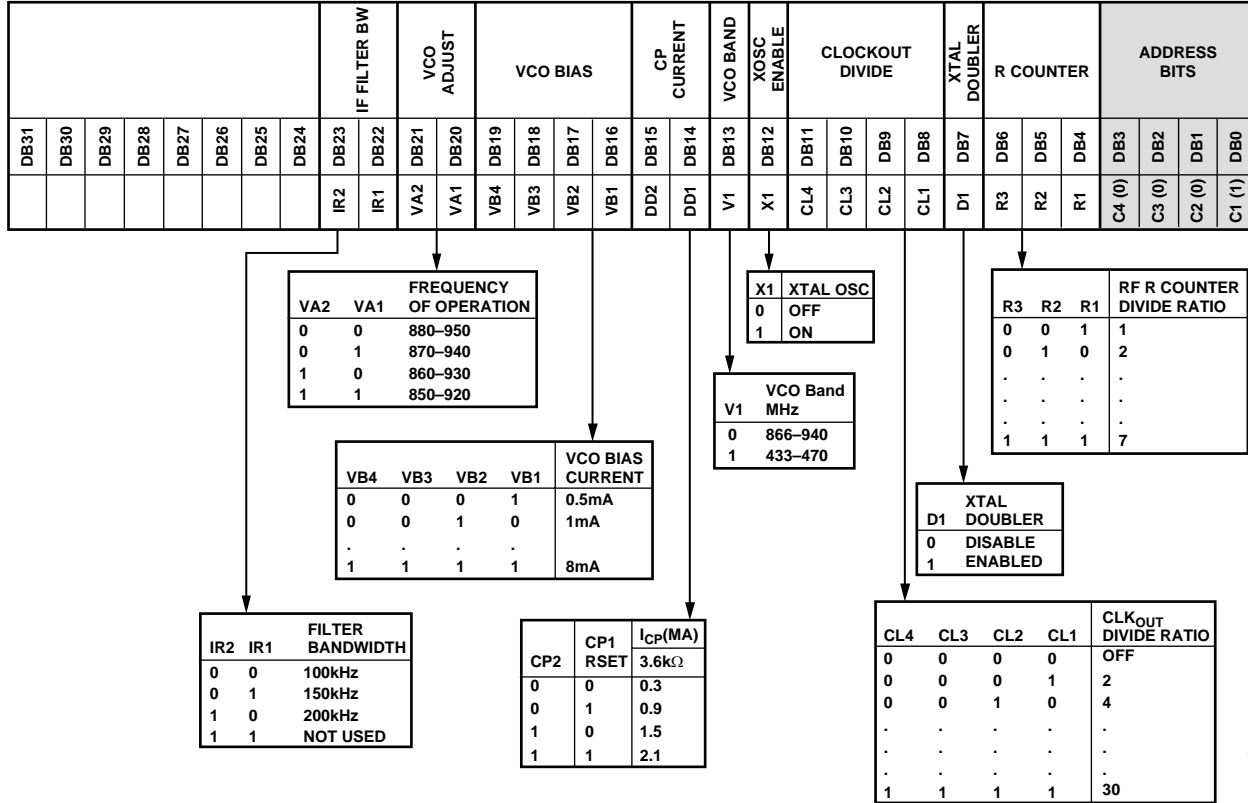 IF FILTER BW
VCO ADJUST
VCO BIAS
CP CURRENT
VCO BAND
XOSC ENABLE
CLOCKOUT DIVIDE
XTAL DOUBLER
R COUNTER
ADDRESS BITS
DB31 DB30 DB29 DB28 DB27 DB26 DB25 DB24 DB23 DB22 DB21 DB20 DB19 DB18 DB17 DB16 DB15 DB14 DB13 DB12 DB11 DB10 DB9 DB8 DB7 DB6 DB5 DB4 DB3 DB2 DB1 DB0
IR2 IR1 VA2 VA1 VB4 VB3 VB2 VB1 DD2 DD1 V1 X1 CL4 CL3 CL2 CL1 D1 R3 R2 R1 C4 (0) C3 (0) C2 (0) C1 (1)
FREQUENCY
VA2 VA1 OF OPERATION
0 0 880–950
0 1 870–940
1 0 860–930
1 1 850–920
X1 XTAL OSC
0 OFF
1 ON
RF R COUNTER
R3 R2 R1 DIVIDE RATIO
0 0 1 1
0 1 0 2
. . . .
. . . .
. . . .
1 1 1 7
VCO Band
V1 MHz
0 866–940
1 433–470
VCO BIAS
VB4 VB3 VB2 VB1 CURRENT
0 0 0 1 0.5mA
0 0 1 0 1mA
. . . .
1 1 1 1 8mA
XTAL
D1 DOUBLER
0 DISABLE
1 ENABLED
FILTER
IR2 IR1 BANDWIDTH
0 0 100kHz
0 1 150kHz
1 0 200kHz
1 1 NOT USED
CP1 ICP(MA)
CP2 RSET 3.6kΩ
0 0 0.3
0 1 0.9
1 0 1.5
1 1 2.1
CLKOUT
CL4 CL3 CL2 CL1 DIVIDE RATIO
0 0 0 0 OFF
0 0 0 1 2
0 0 1 0 4
. . . . .
. . . . .
. . . . .
1 1 1 1 30